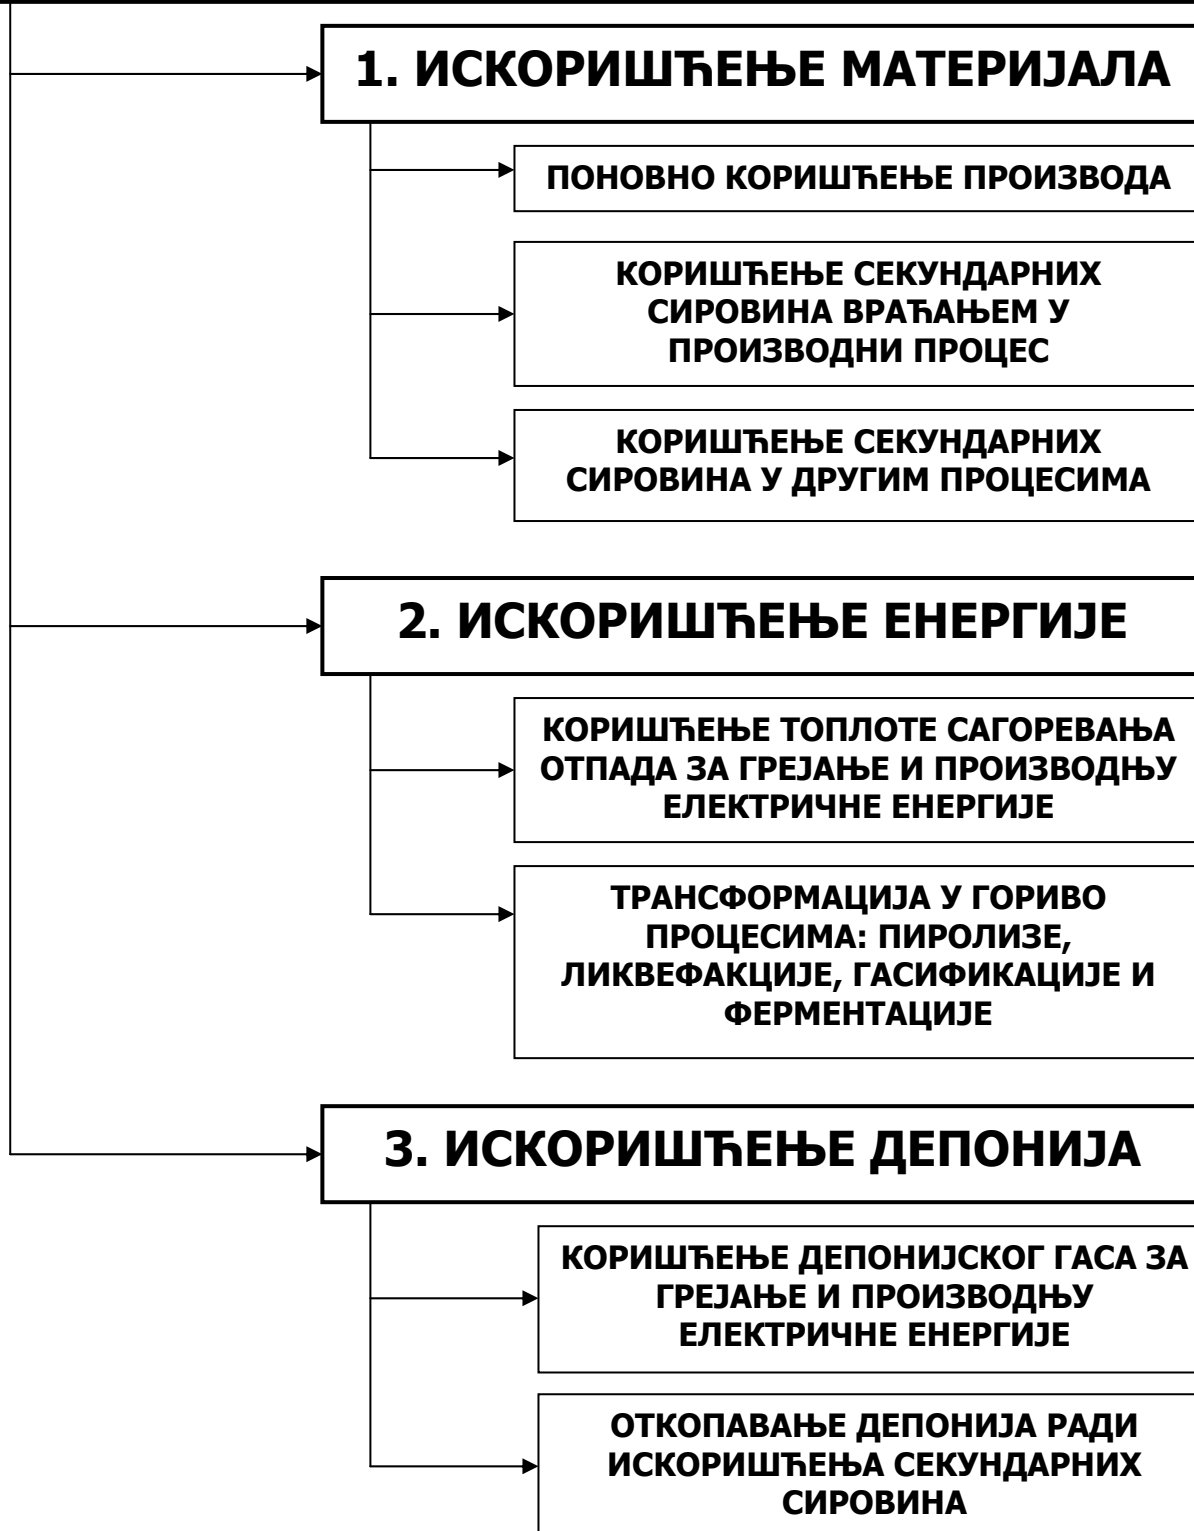 1. ИСКОРИШЋЕЊЕ МАТЕРИЈАЛА
ПОНОВНО КОРИШЋЕЊЕ ПРОИЗВОДА
КОРИШЋЕЊЕ СЕКУНДАРНИХ
СИРОВИНА ВРАЋАЊЕМ У
ПРОИЗВОДНИ ПРОЦЕС
КОРИШЋЕЊЕ СЕКУНДАРНИХ
СИРОВИНА У ДРУГИМ ПРОЦЕСИМА
2. ИСКОРИШЋЕЊЕ ЕНЕРГИЈЕ
КОРИШЋЕЊЕ ТОПЛОТЕ САГОРЕВАЊА
ОТПАДА ЗА ГРЕЈАЊЕ И ПРОИЗВОДЊУ
ЕЛЕКТРИЧНЕ ЕНЕРГИЈЕ
ТРАНСФОРМАЦИЈА У ГОРИВО
ПРОЦЕСИМА: ПИРОЛИЗЕ,
ЛИКВЕФАКЦИЈЕ, ГАСИФИКАЦИЈЕ И
ФЕРМЕНТАЦИЈЕ
3. ИСКОРИШЋЕЊЕ ДЕПОНИЈА
КОРИШЋЕЊЕ ДЕПОНИЈСКОГ ГАСА ЗА
ГРЕЈАЊЕ И ПРОИЗВОДЊУ
ЕЛЕКТРИЧНЕ ЕНЕРГИЈЕ
ОТКОПАВАЊЕ ДЕПОНИЈА РАДИ
ИСКОРИШЋЕЊА СЕКУНДАРНИХ
СИРОВИНА